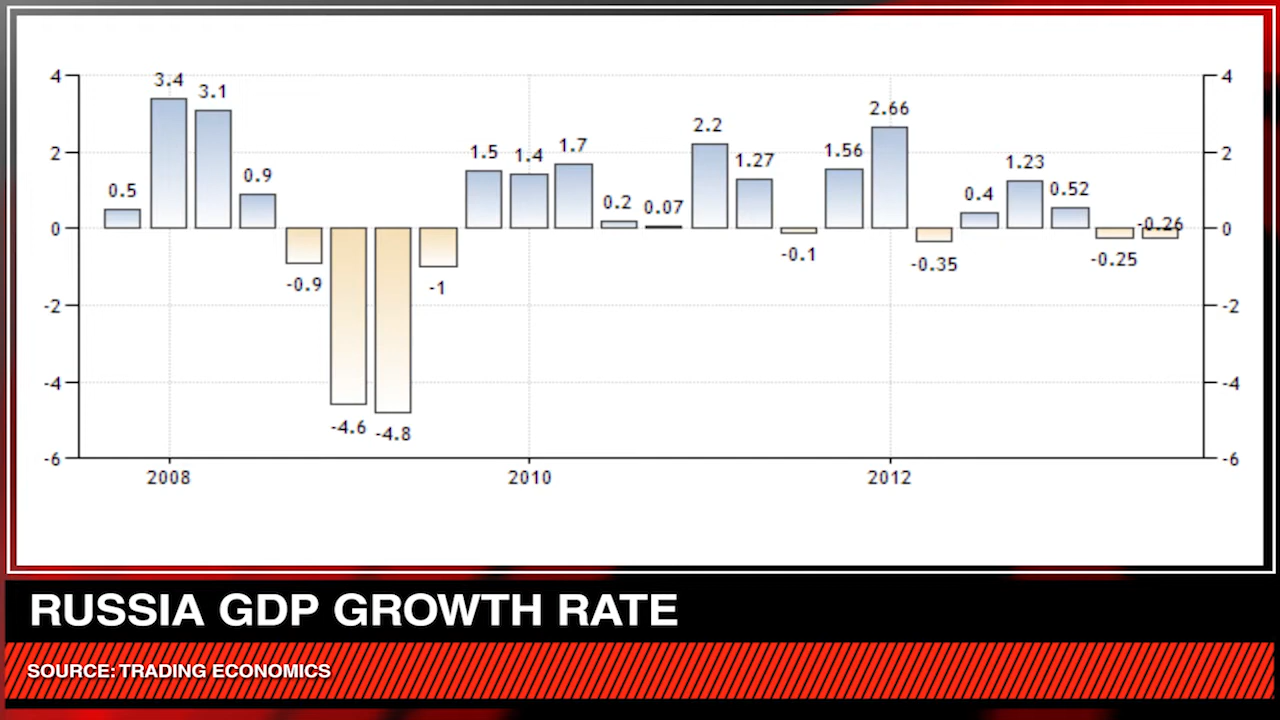 4 3.4 4
3.1
2.66
2.2
2 1.5 1.4 1.7 1.27 1.56 1.23 2
0.5 0.9 0.2 0.07 0.4 0.52
0 -0.26 0
-0.9 -1 -0.1 -0.35 -0.25
-2 -2
-4 -4
-4.6 -4.8
-6 -6
2008 2010 2012
RUSSIA GDP GROWTH RATE
SOURCE: TRADING ECONOMICS